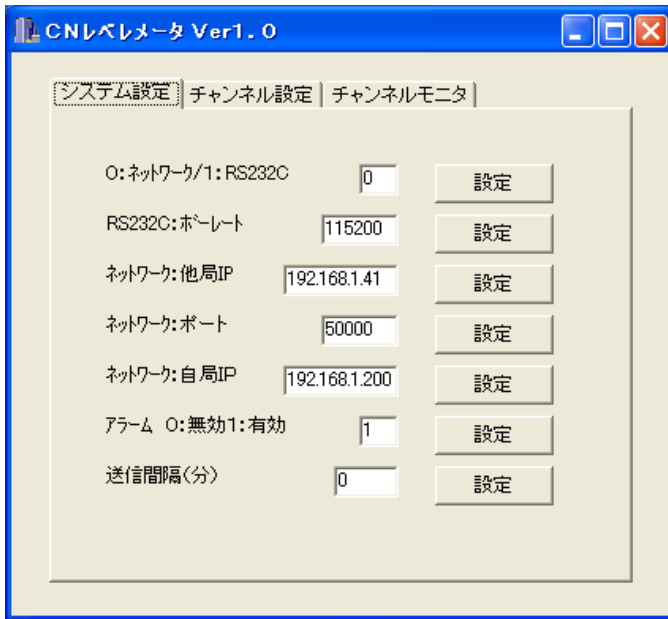 CNレベルメータ Ver1.0
システム設定 チャンネル設定 チャンネルモニタ
0:ﾈｯﾄﾜｰｸ/1:RS232C 0 設定
RS232C:ﾎﾞｰﾚｰﾄ 115200 設定
ﾈｯﾄﾜｰｸ:他局IP 192.168.1.41 設定
ﾈｯﾄﾜｰｸ:ﾎﾟｰﾄ 50000 設定
ﾈｯﾄﾜｰｸ:自局IP 192.168.1.200 設定
ｱﾗｰﾑ 0:無効1:有効 1 設定
送信間隔(分) 0 設定